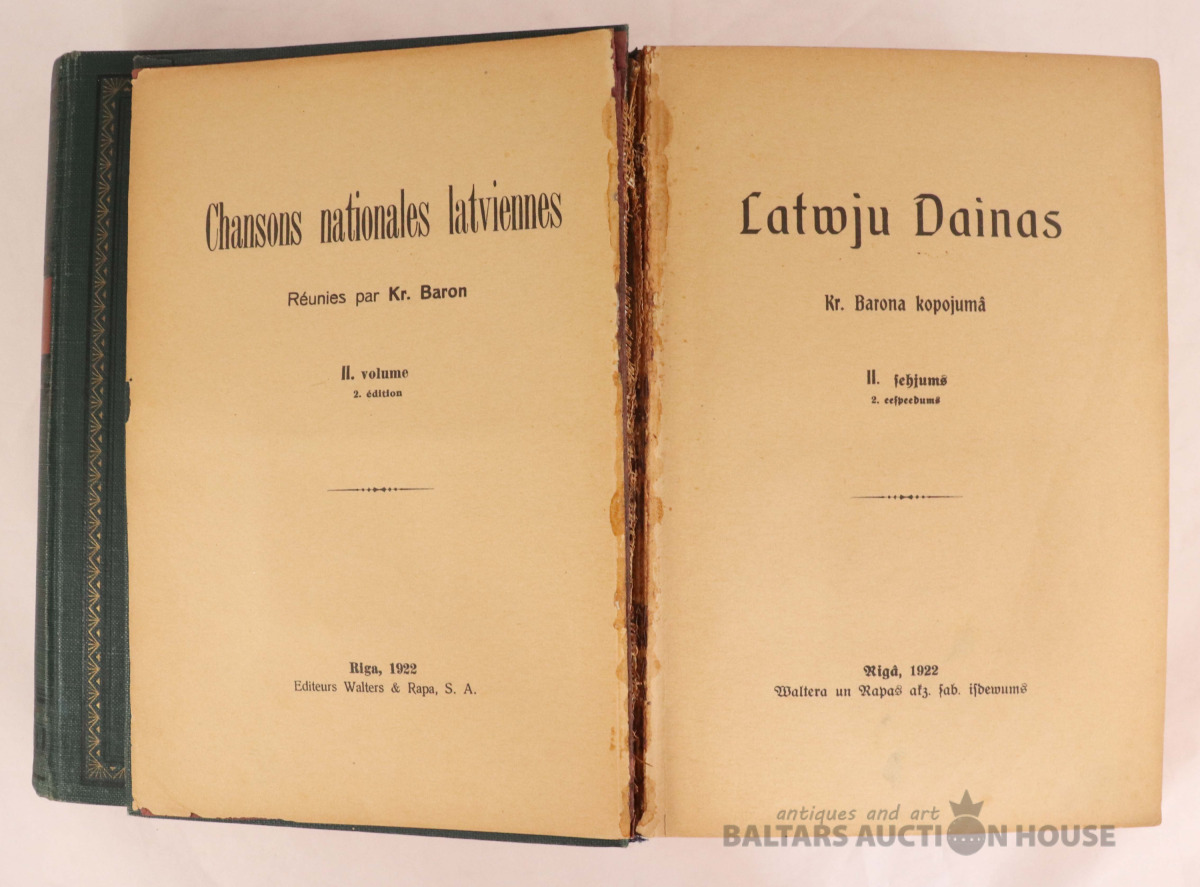 Chansons nationales latviennes
Réunies par Kr. Baron
II. volume
2. édition
Riga, 1922
Editeurs Walters & Rapa, S. A.
Latwju Dainas
Kr. Barona kopojumâ
II. ſehjums
2. eeſpeedums
Rigâ, 1922
Waltera un Rapas akz. ſab. iſdewums
antiques and art
BALTARS AUCTION HOUSE